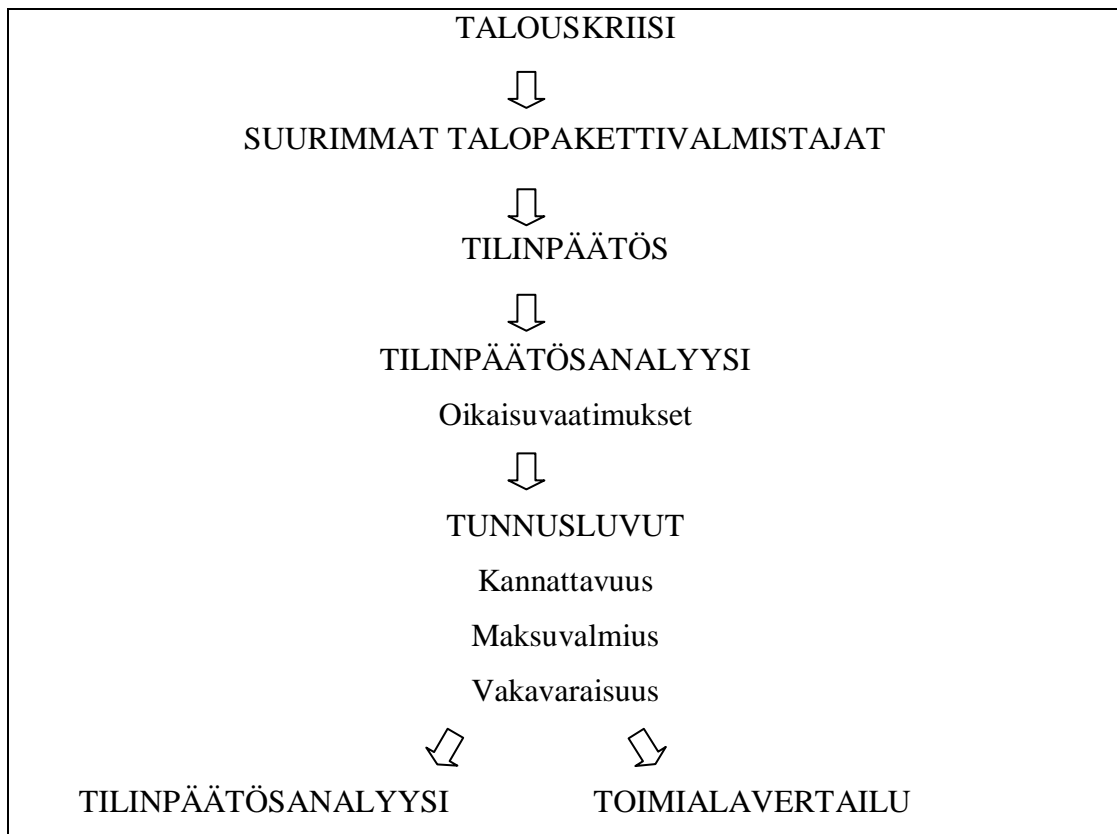 TALOUSKRIISI
SUURIMMAT TALOPAKETTIVALMISTAJAT
TILINPÄÄTÖS
TILINPÄÄTÖSANALYYSI
Oikaisuvaatimukset
TUNNUSLUVUT
Kannattavuus
Maksuvalmius
Vakavaraisuus
TILINPÄÄTÖSANALYYSI TOIMIALAVERTAILU